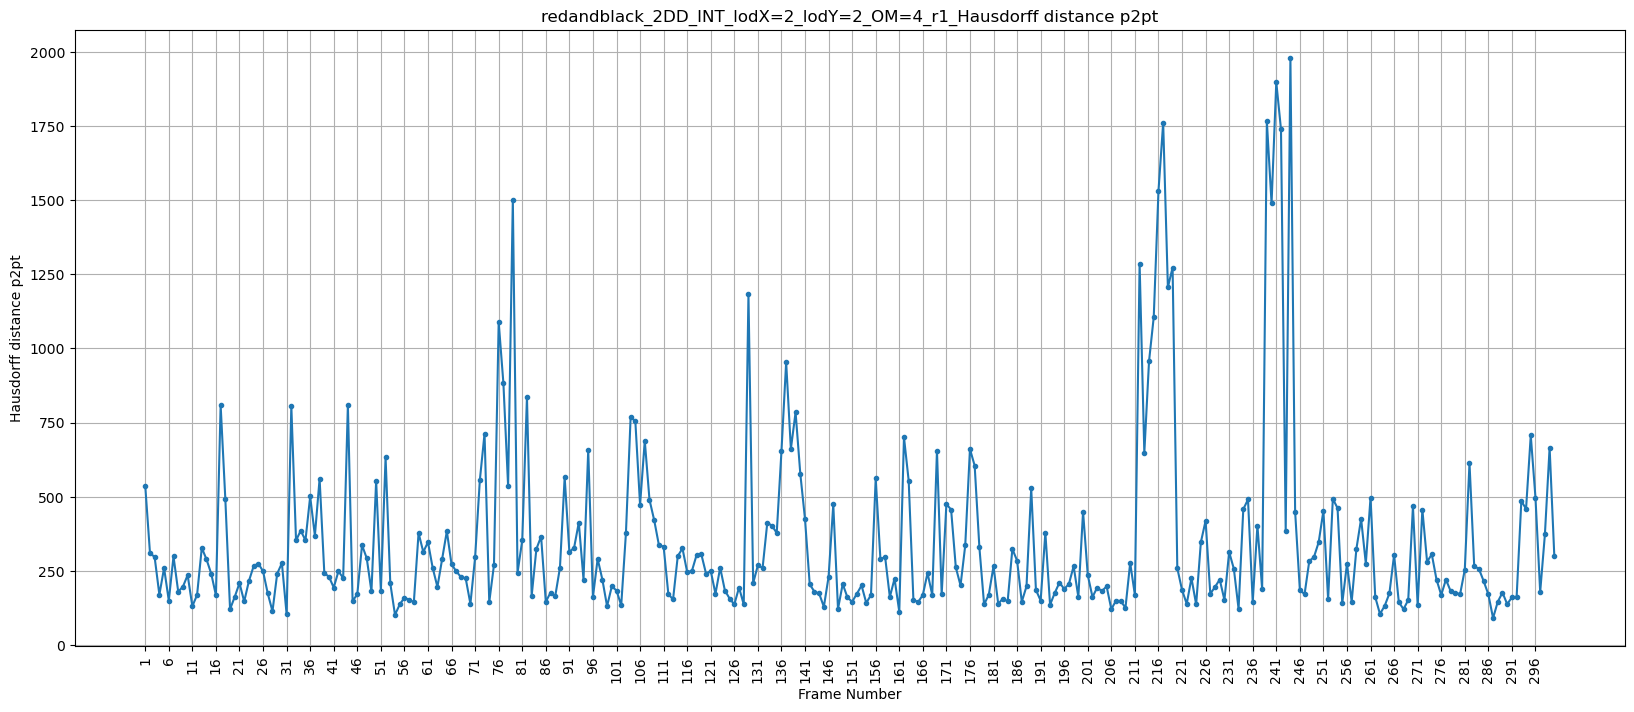 redandblack_2DD_INT_lodX=2_lodY=2_OM=4_r1_Hausdorff distance p2pt
2000
1750
1500
1250
1000
750
500
250
0
Hausdorff distance p2pt
1 6 11 16 21 26 31 36 41 46 51 56 61 66 71 76 81 86 91 96 101 106 111 116 121 126 131 136 141 146 151 156 161 166 171 176 181 186 191 196 201 206 211 216 221 226 231 236 241 246 251 256 261 266 271 276 281 286 291 296
Frame Number